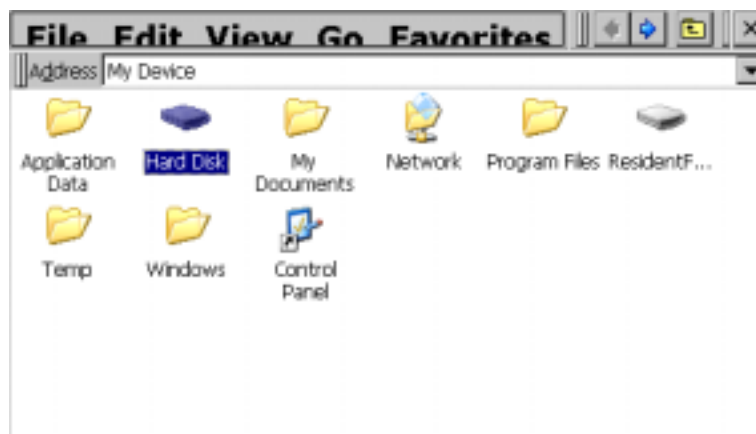 File Edit View Go Favorites
Address My Device
Application Data
Hard Disk
My Documents
Network
Program Files
ResidentF...
Temp
Windows
Control Panel